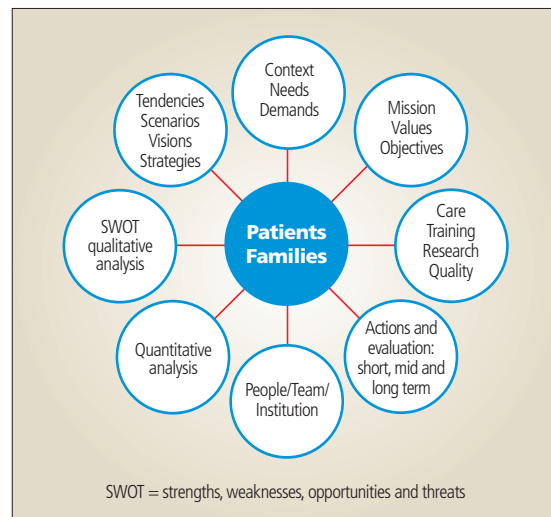 Context
Needs
Demands
Mission
Values
Objectives
Care
Training
Research
Quality
Actions and
evaluation:
short, mid and
long term
People/Team/
Institution
Quantitative
analysis
SWOT
qualitative
analysis
Tendencies
Scenarios
Visions
Strategies
Patients
Families
SWOT = strengths, weaknesses, opportunities and threats